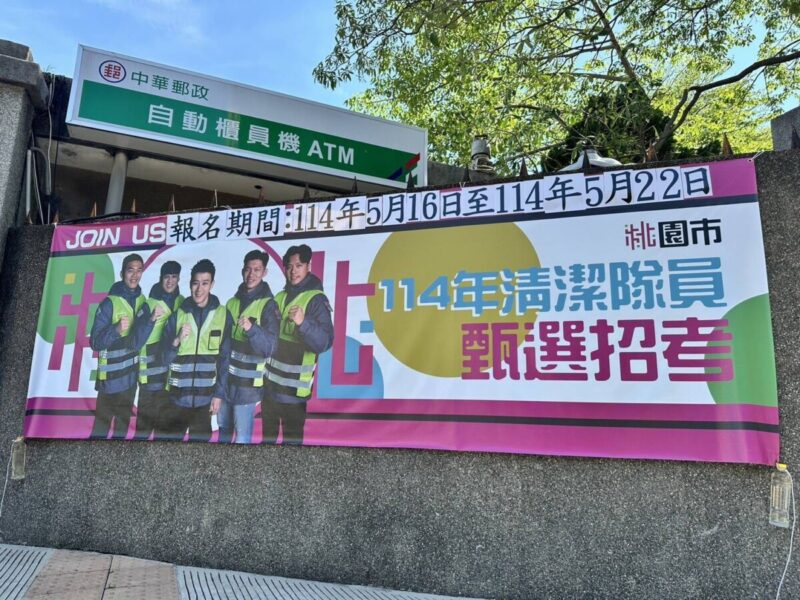 郵 中華郵政
自動櫃員機 ATM
JOIN US 報名期間:114年5月16日至114年5月22日
桃園市
114年清潔隊員
甄選招考